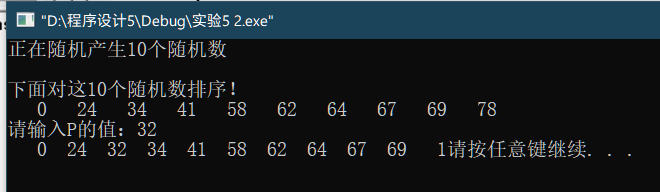 "D:\程序设计5\Debug\实验5 2.exe"
正在随机产生10个随机数
下面对这10个随机数排序!
0 24 34 41 58 62 64 67 69 78
请输入P的值: 32
0 24 32 34 41 58 62 64 67 69 1请按任意键继续. . .